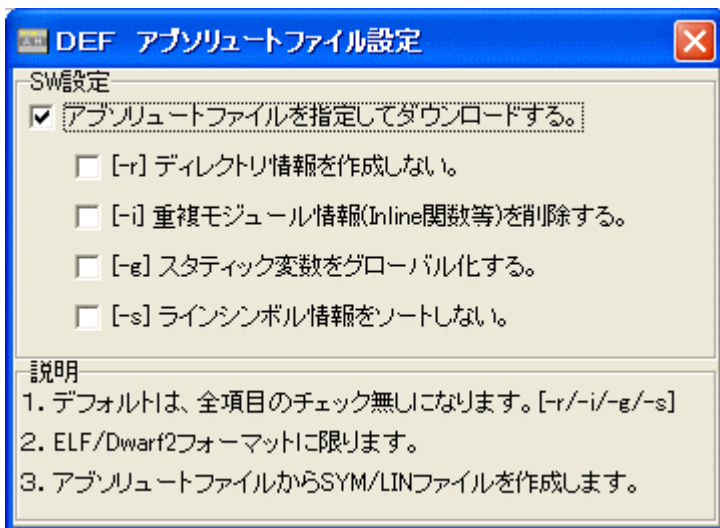 DEF アブソリュートファイル設定
SW設定
アブソリュートファイルを指定してダウンロードする。
[-r] ディレクトリ情報を作成しない。
[-i] 重複モジュール情報(Inline関数等)を削除する。
[-g] スタティック変数をグローバル化する。
[-s] ラインシンボル情報をソートしない。
説明
1. デフォルトは、全項目のチェック無しになります。[-r/-i/-g/-s]
2. ELF/Dwarf2フォーマットに限ります。
3. アブソリュートファイルからSYM/LINファイルを作成します。